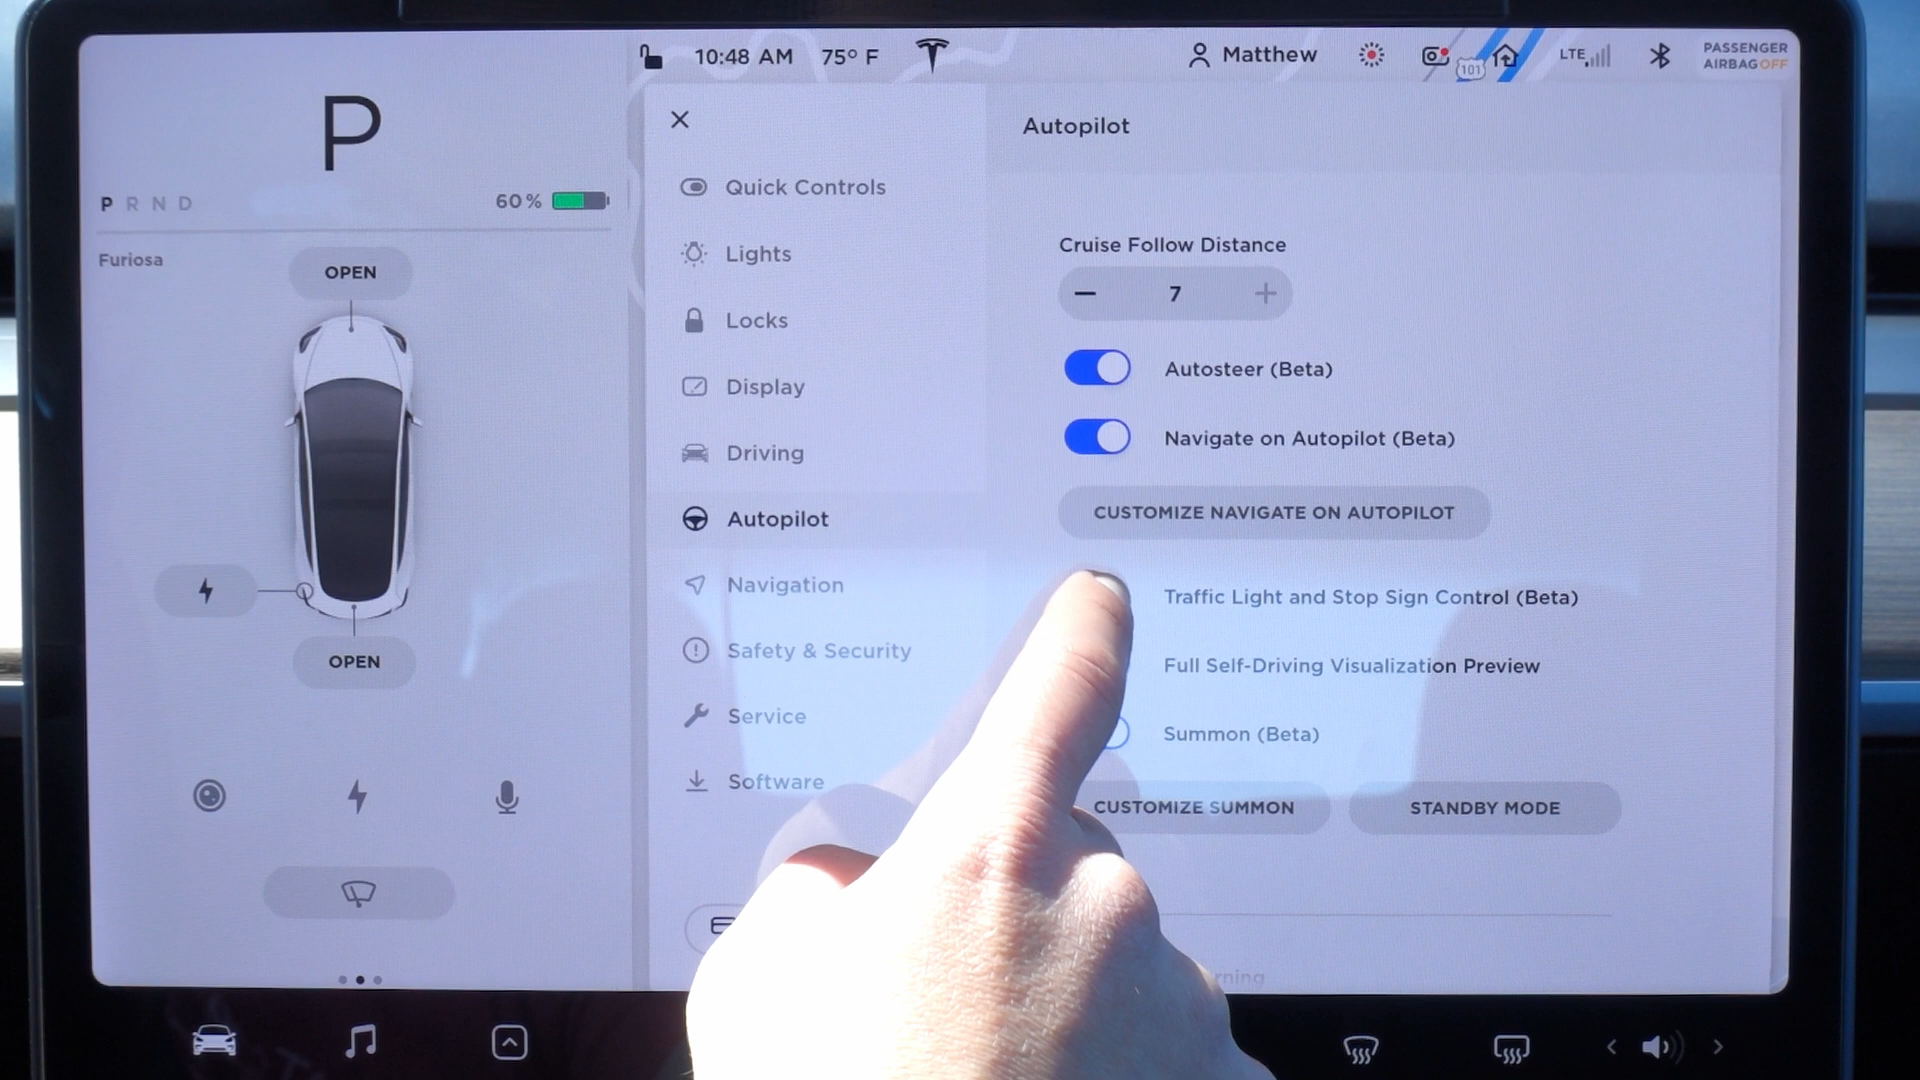 10:48 AM 75° F
Matthew
101
LTE
PASSENGER
AIRBAG OFF
P
P R N D
60%
Furiosa
OPEN
OPEN
Quick Controls
Lights
Locks
Display
Driving
Autopilot
Navigation
Safety & Security
Service
Software
Autopilot
Cruise Follow Distance
− 7 +
Autosteer (Beta)
Navigate on Autopilot (Beta)
CUSTOMIZE NAVIGATE ON AUTOPILOT
Traffic Light and Stop Sign Control (Beta)
Full Self-Driving Visualization Preview
Summon (Beta)
CUSTOMIZE SUMMON
STANDBY MODE